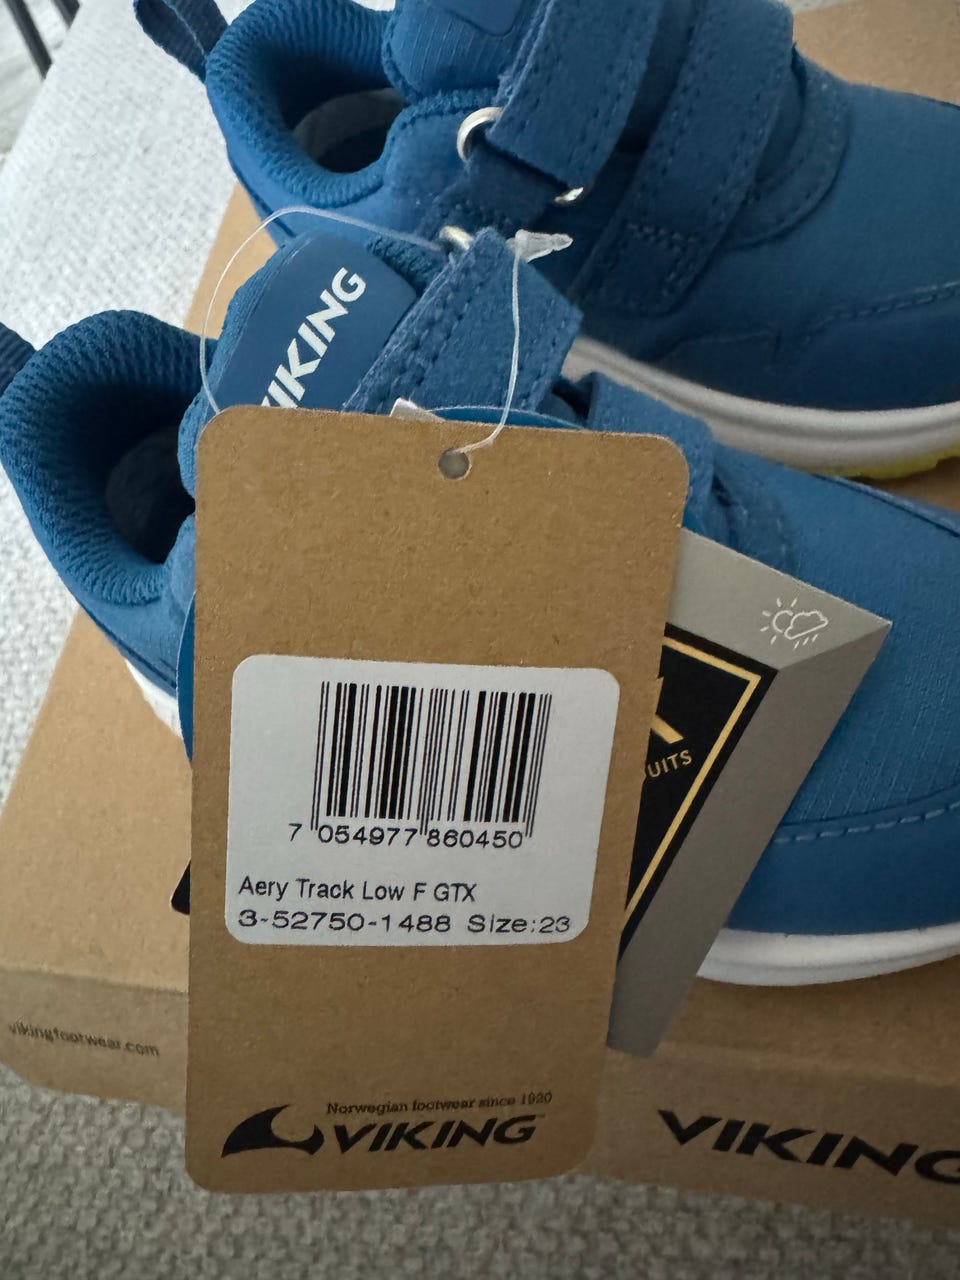 VIKING
UITS
7 054977 860450
Aery Track Low F GTX
3-52750-1488 Size:23
vikingfootwear.com
Norwegian footwear since 1920
VIKING
VIKING